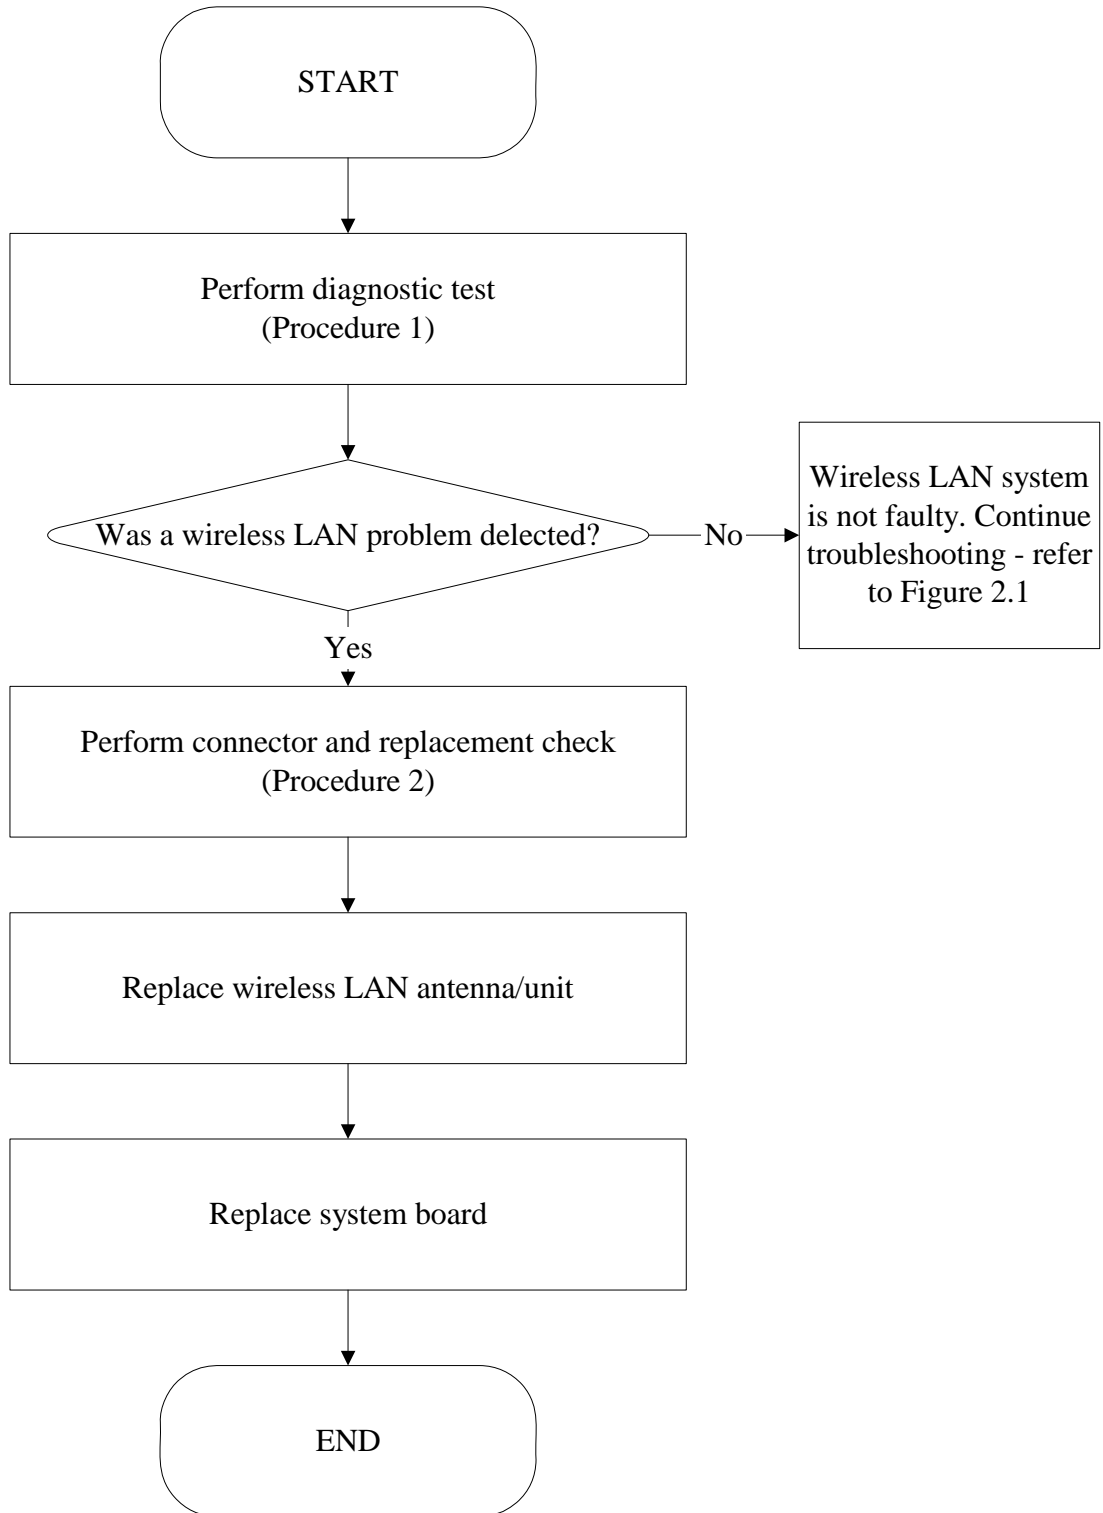 START
Perform diagnostic test
(Procedure 1)
Was a wireless LAN problem delected?
No
Wireless LAN system
is not faulty. Continue
troubleshooting - refer
to Figure 2.1
Yes
Perform connector and replacement check
(Procedure 2)
Replace wireless LAN antenna/unit
Replace system board
END